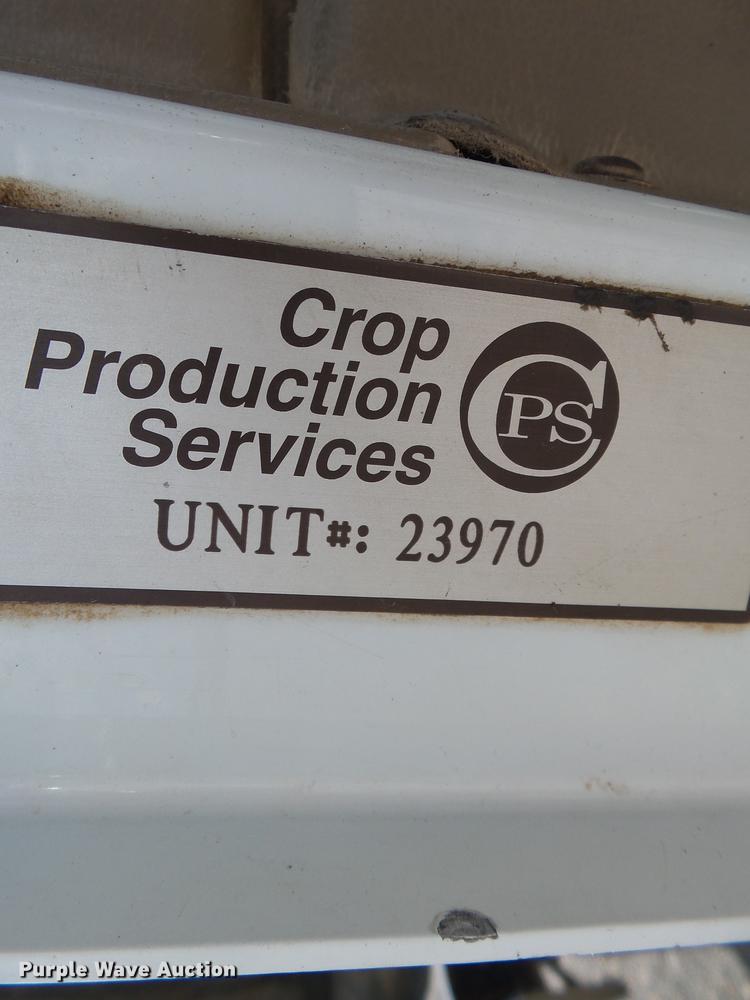 Crop
Production
Services
CPS
UNIT#: 23970
Purple Wave Auction